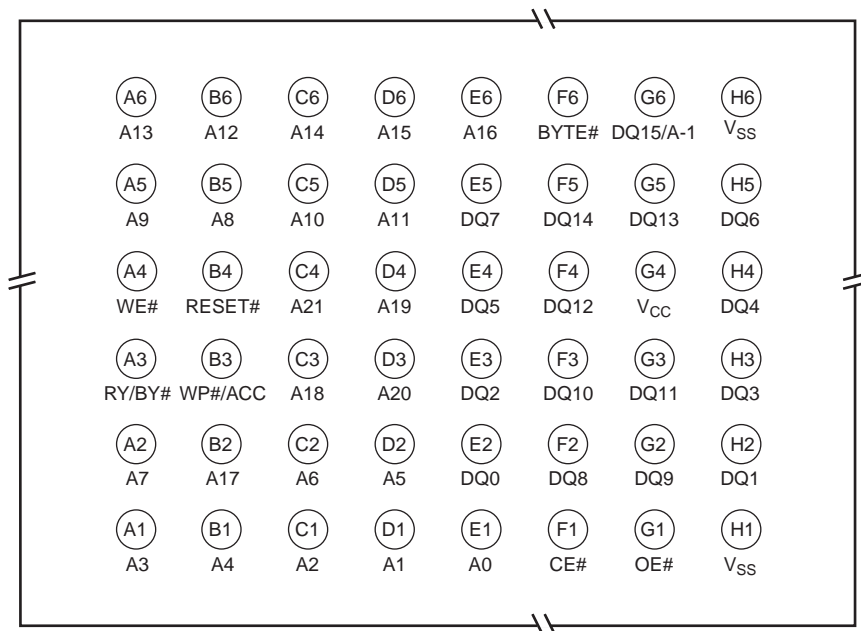 A6 B6 C6 D6 E6 F6 G6 H6
A13 A12 A14 A15 A16 BYTE# DQ15/A-1 VSS
A5 B5 C5 D5 E5 F5 G5 H5
A9 A8 A10 A11 DQ7 DQ14 DQ13 DQ6
A4 B4 C4 D4 E4 F4 G4 H4
WE# RESET# A21 A19 DQ5 DQ12 VCC DQ4
A3 B3 C3 D3 E3 F3 G3 H3
RY/BY# WP#/ACC A18 A20 DQ2 DQ10 DQ11 DQ3
A2 B2 C2 D2 E2 F2 G2 H2
A7 A17 A6 A5 DQ0 DQ8 DQ9 DQ1
A1 B1 C1 D1 E1 F1 G1 H1
A3 A4 A2 A1 A0 CE# OE# VSS